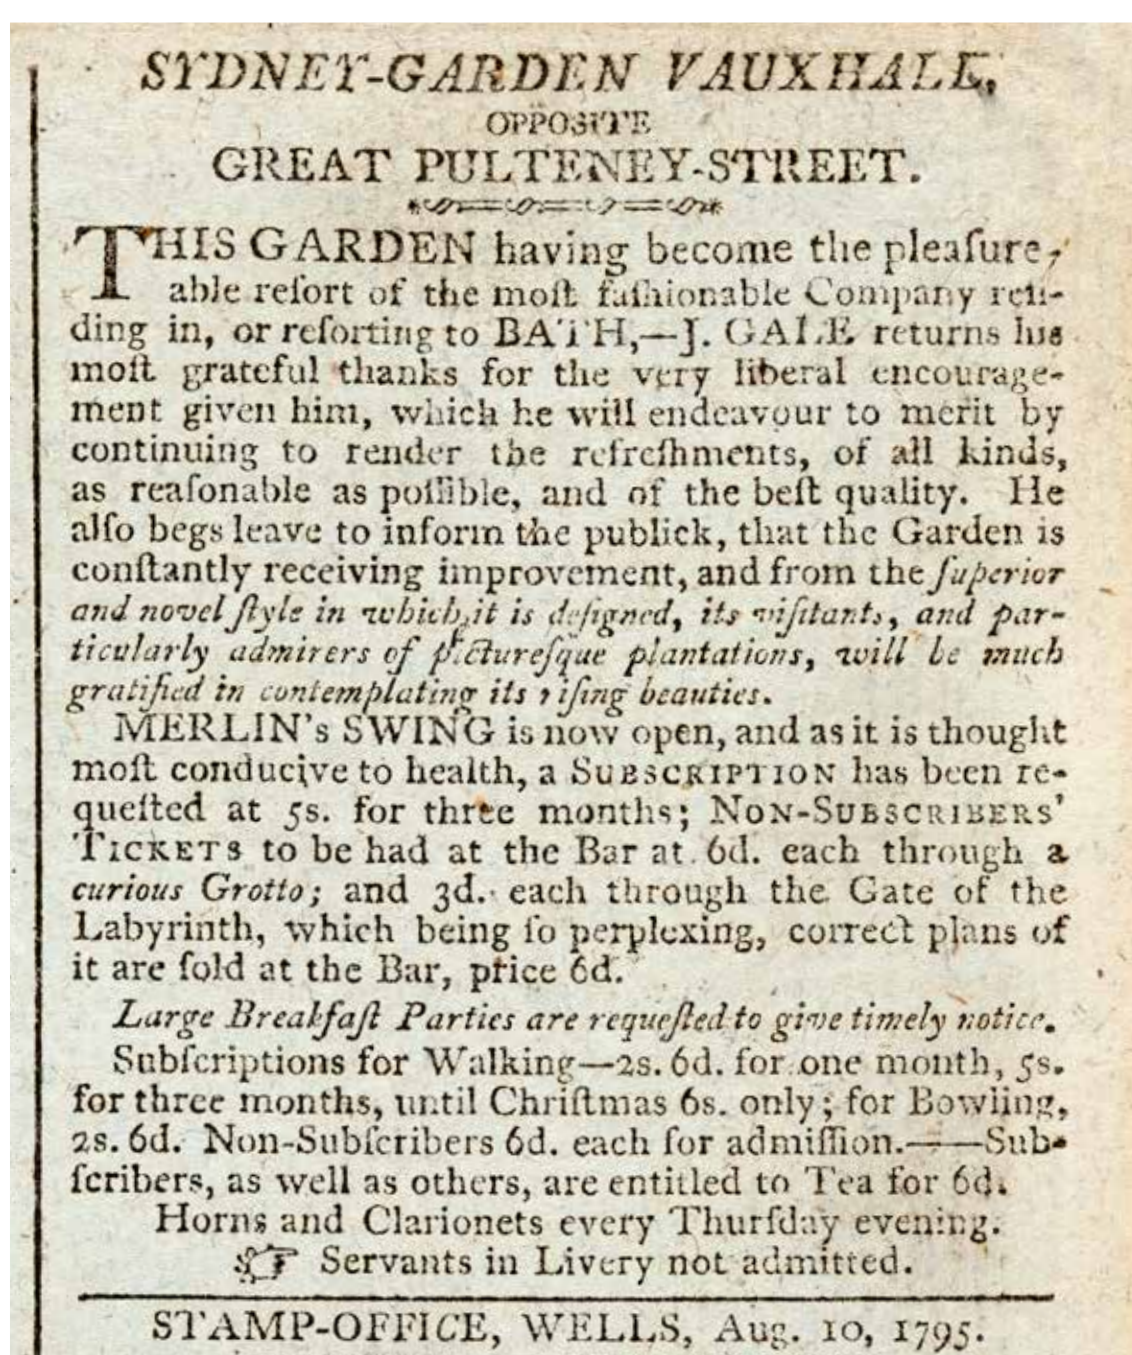 SYDNEY-GARDEN VAUXHALL,
OPPOSITE
GREAT PULTENEY-STREET.
THIS GARDEN having become the pleaſure-
able reſort of the moſt faſhionable Company reſi-
ding in, or reſorting to BATH,—J. GALE returns his
moſt grateful thanks for the very liberal encourage-
ment given him, which he will endeavour to merit by
continuing to render the refreſhments, of all kinds,
as reaſonable as poſſible, and of the beſt quality. He
alſo begs leave to inform the publick, that the Garden is
conſtantly receiving improvement, and from the ſuperior
and novel ſtyle in which it is deſigned, its viſitants, and par-
ticularly admirers of picturesſque plantations, will be much
gratified in contemplating its riſing beauties.
MERLIN's SWING is now open, and as it is thought
moſt conducive to health, a SUBSCRIPTION has been re-
queſted at 5s. for three months; NON-SUBSCRIBERS'
TICKETS to be had at the Bar at 6d. each through a
curious Grotto; and 3d. each through the Gate of the
Labyrinth, which being ſo perplexing, correct plans of
it are ſold at the Bar, price 6d.
Large Breakfaſt Parties are requeſted to give timely notice.
Subſcriptions for Walking—2s. 6d. for one month, 5s.
for three months, until Chriſtmas 6s. only; for Bowling,
2s. 6d. Non-Subſcribers 6d. each for admiſſion.——Sub-
ſcribers, as well as others, are entitled to Tea for 6d.
Horns and Clarionets every Thurſday evening.
☞ Servants in Livery not admitted.
STAMP-OFFICE, WELLS, Aug. 10, 1795.